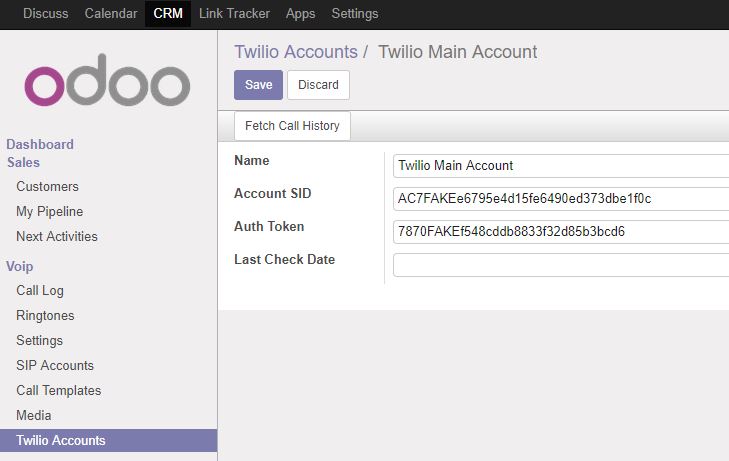 Discuss Calendar CRM Link Tracker Apps Settings
odoo
Dashboard
Sales
Customers
My Pipeline
Next Activities
Voip
Call Log
Ringtones
Settings
SIP Accounts
Call Templates
Media
Twilio Accounts
Twilio Accounts / Twilio Main Account
Save Discard
Fetch Call History
Name Twilio Main Account
Account SID AC7FAKEe6795e4d15fe6490ed373dbe1f0c
Auth Token 7870FAKEf548cddb8833f32d85b3bcd6
Last Check Date